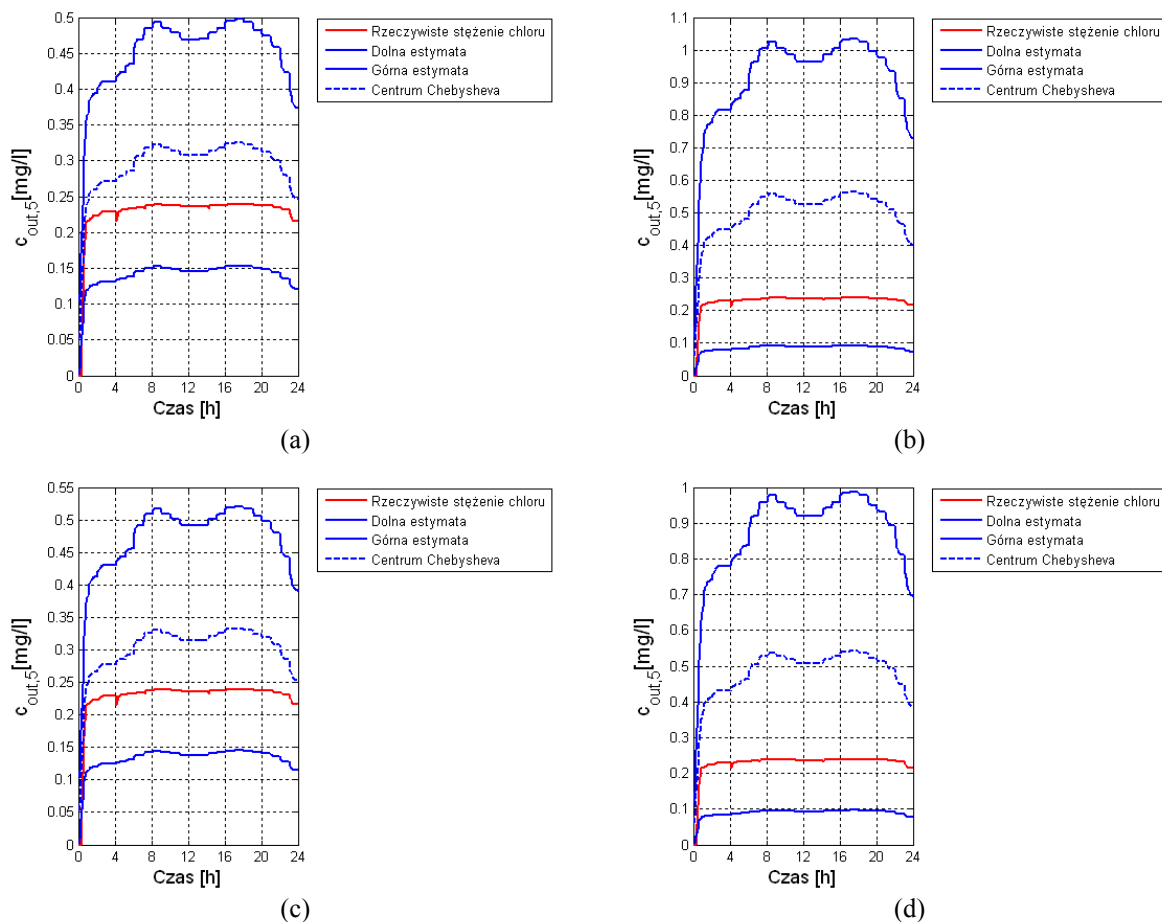 0.5
0.45
0.4
0.35
0.3
0.25
0.2
0.15
0.1
0.05
0
c_out,5[mg/l]
0 4 8 12 16 20 24
Czas [h]
Rzeczywiste stężenie chloru
Dolna estymata
Górna estymata
Centrum Chebysheva
(a)
1.1
1
0.9
0.8
0.7
0.6
0.5
0.4
0.3
0.2
0.1
0
c_out,5[mg/l]
0 4 8 12 16 20 24
Czas [h]
Rzeczywiste stężenie chloru
Dolna estymata
Górna estymata
Centrum Chebysheva
(b)
0.55
0.5
0.45
0.4
0.35
0.3
0.25
0.2
0.15
0.1
0.05
0
c_out,5[mg/l]
0 4 8 12 16 20 24
Czas [h]
Rzeczywiste stężenie chloru
Dolna estymata
Górna estymata
Centrum Chebysheva
(c)
1
0.9
0.8
0.7
0.6
0.5
0.4
0.3
0.2
0.1
0
c_out,5[mg/l]
0 4 8 12 16 20 24
Czas [h]
Rzeczywiste stężenie chloru
Dolna estymata
Górna estymata
Centrum Chebysheva
(d)